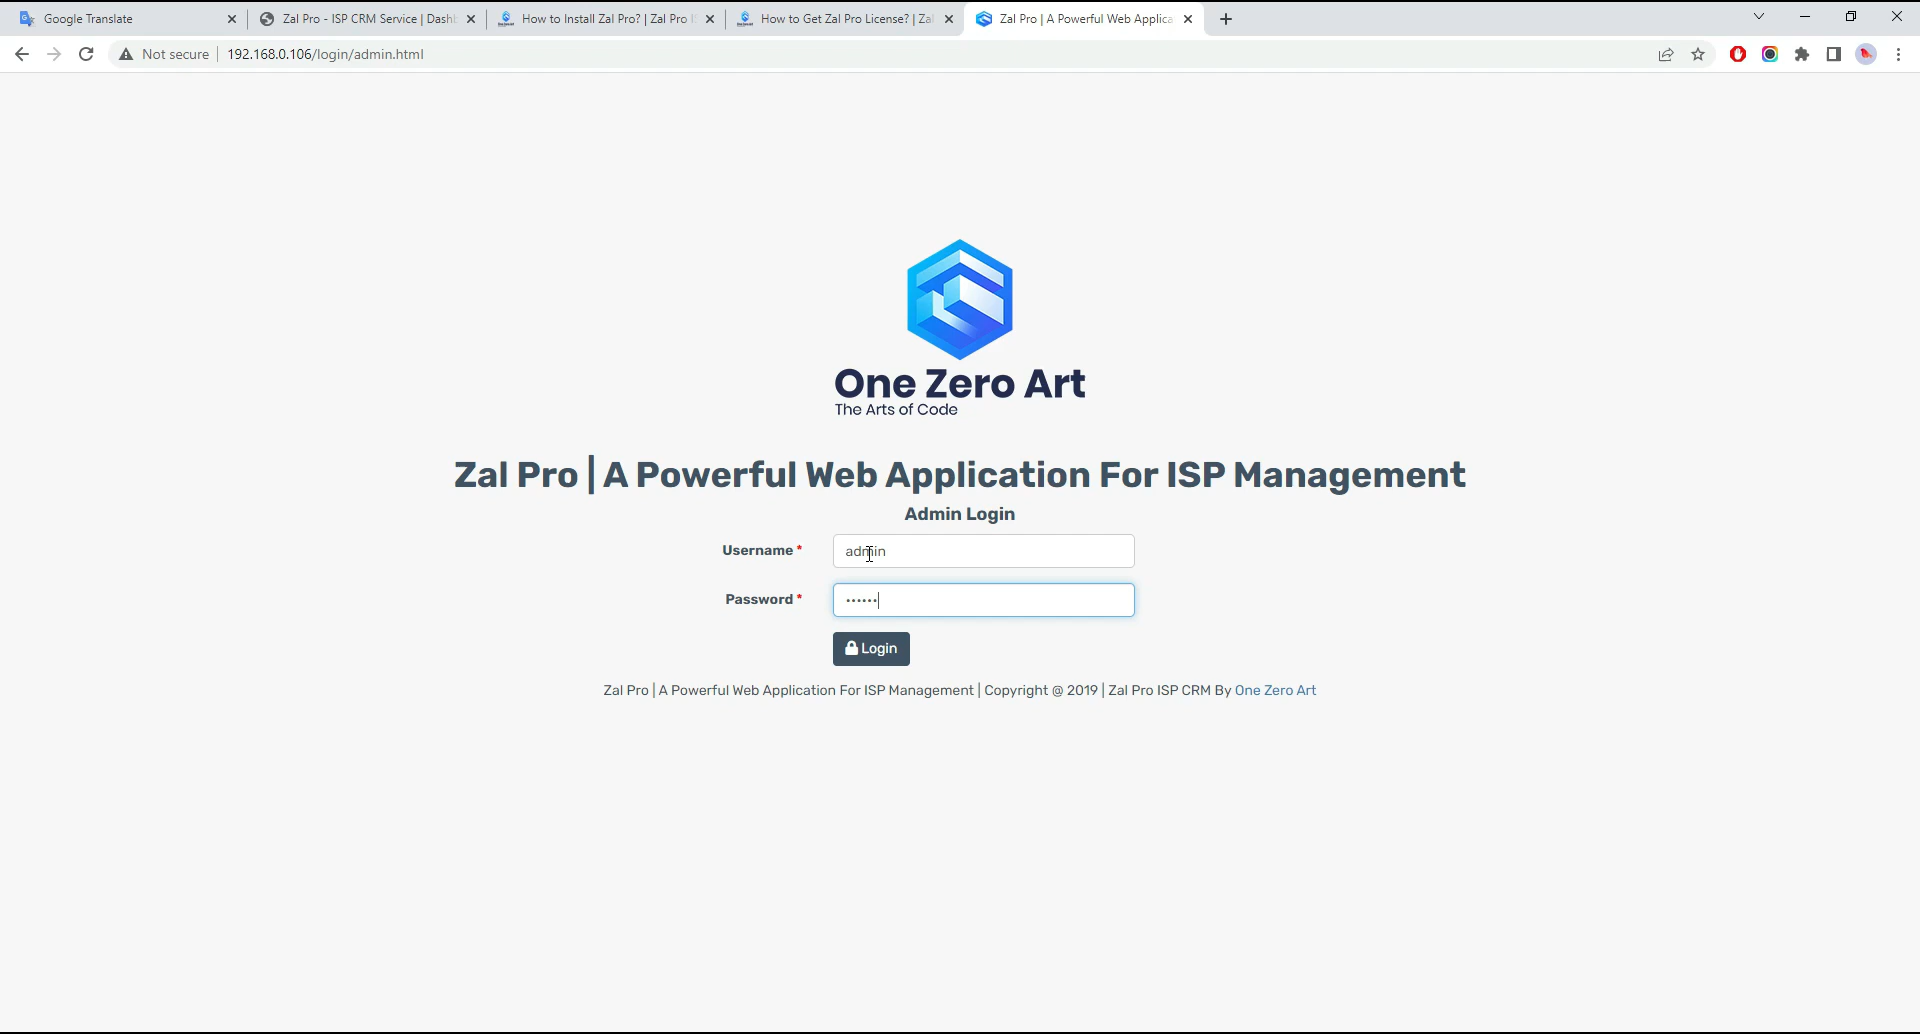 Google Translate
Zal Pro - ISP CRM Service | Dashb
How to Install Zal Pro? | Zal Pro I
How to Get Zal Pro License? | Zal
Zal Pro | A Powerful Web Applica
Not secure
192.168.0.106/login/admin.html
One Zero Art
The Arts of Code
Zal Pro | A Powerful Web Application For ISP Management
Admin Login
Username *
admin
Password *
••••••
Login
Zal Pro | A Powerful Web Application For ISP Management | Copyright @ 2019 | Zal Pro ISP CRM By One Zero Art